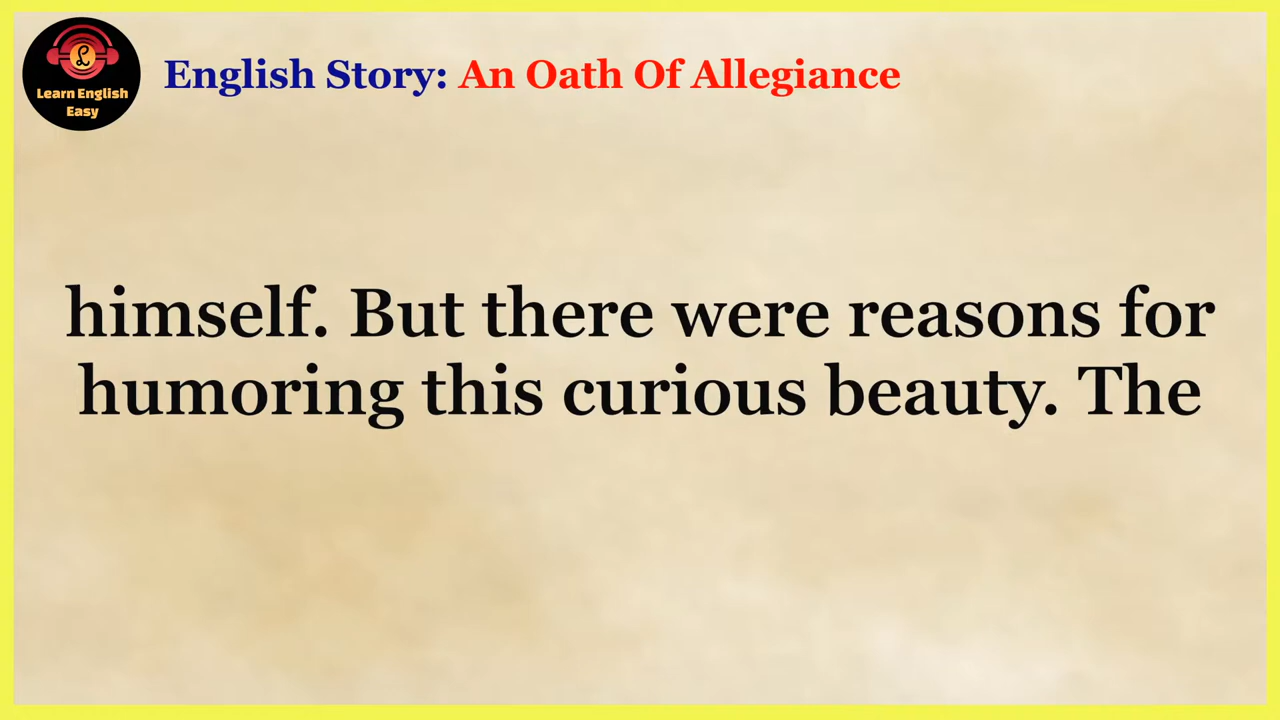 Learn English
Easy
English Story: An Oath Of Allegiance
himself. But there were reasons for
humoring this curious beauty. The